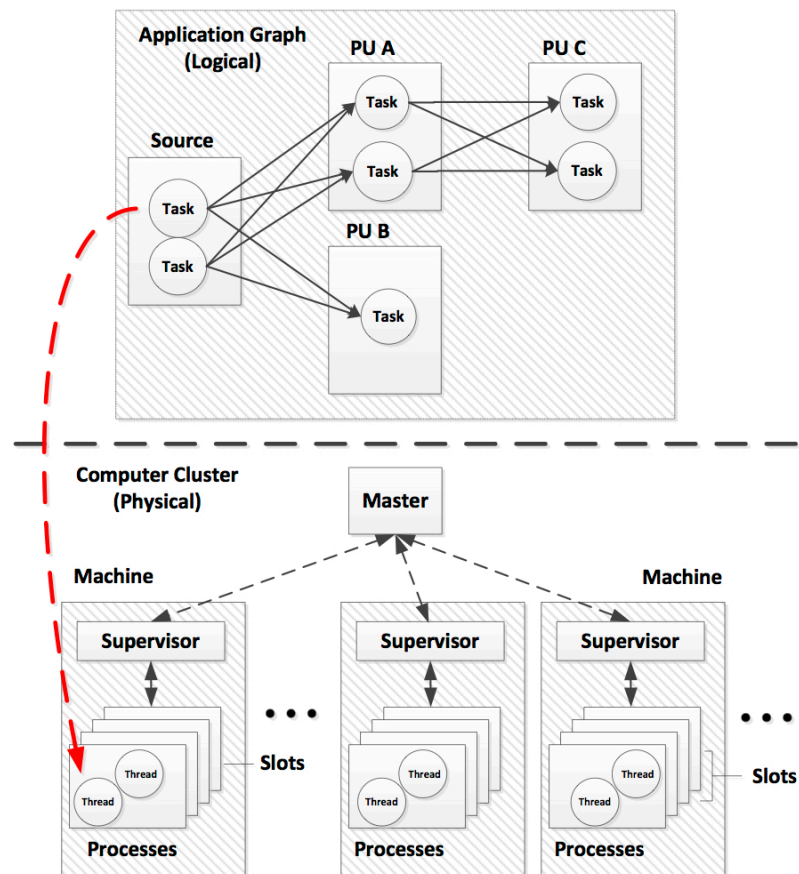 Application Graph
(Logical)
PU A
PU C
Task
Task
Source
Task
Task
Task
PU B
Task
Task
Computer Cluster
(Physical)
Master
Machine
Machine
Supervisor
Supervisor
Supervisor
Slots
Slots
Thread
Thread
Thread
Thread
Thread
Thread
Processes
Processes
Processes